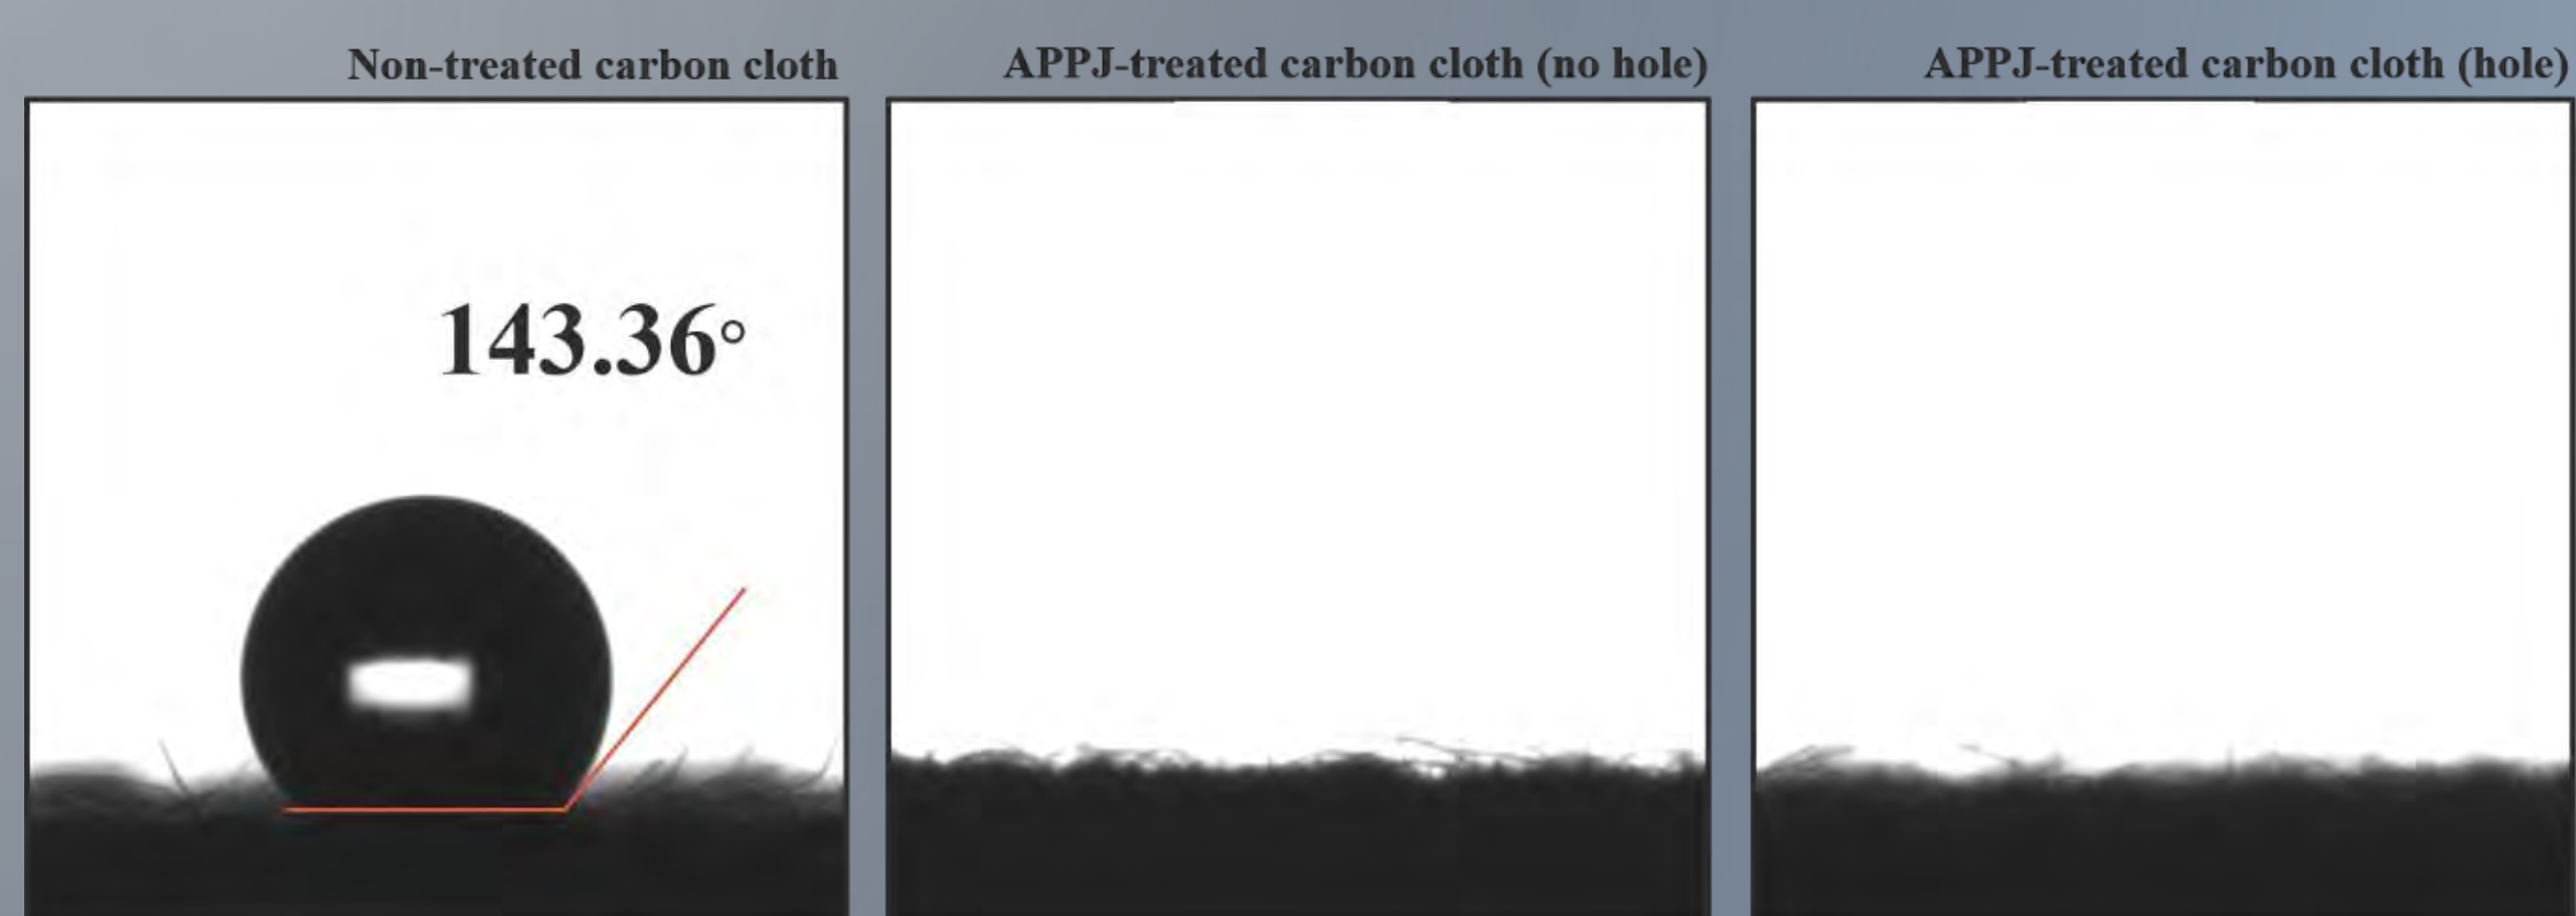 Non-treated carbon cloth
APPJ-treated carbon cloth (no hole)
APPJ-treated carbon cloth (hole)
143.36°